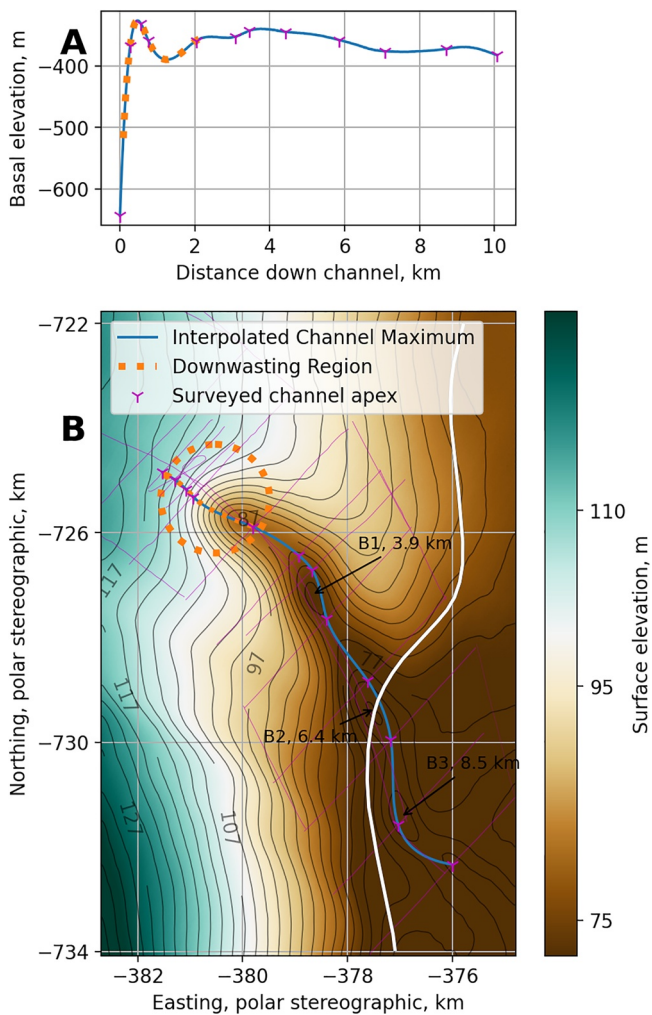 A
Basal elevation, m
−400
−500
−600
0 2 4 6 8 10
Distance down channel, km
−722
Interpolated Channel Maximum
Downwasting Region
Surveyed channel apex
B
87
−726
B1, 3.9 km
117
97
77
117
B2, 6.4 km
−730
B3, 8.5 km
127
107
−734
−382 −380 −378 −376
Easting, polar stereographic, km
Northing, polar stereographic, km
110
95
75
Surface elevation, m